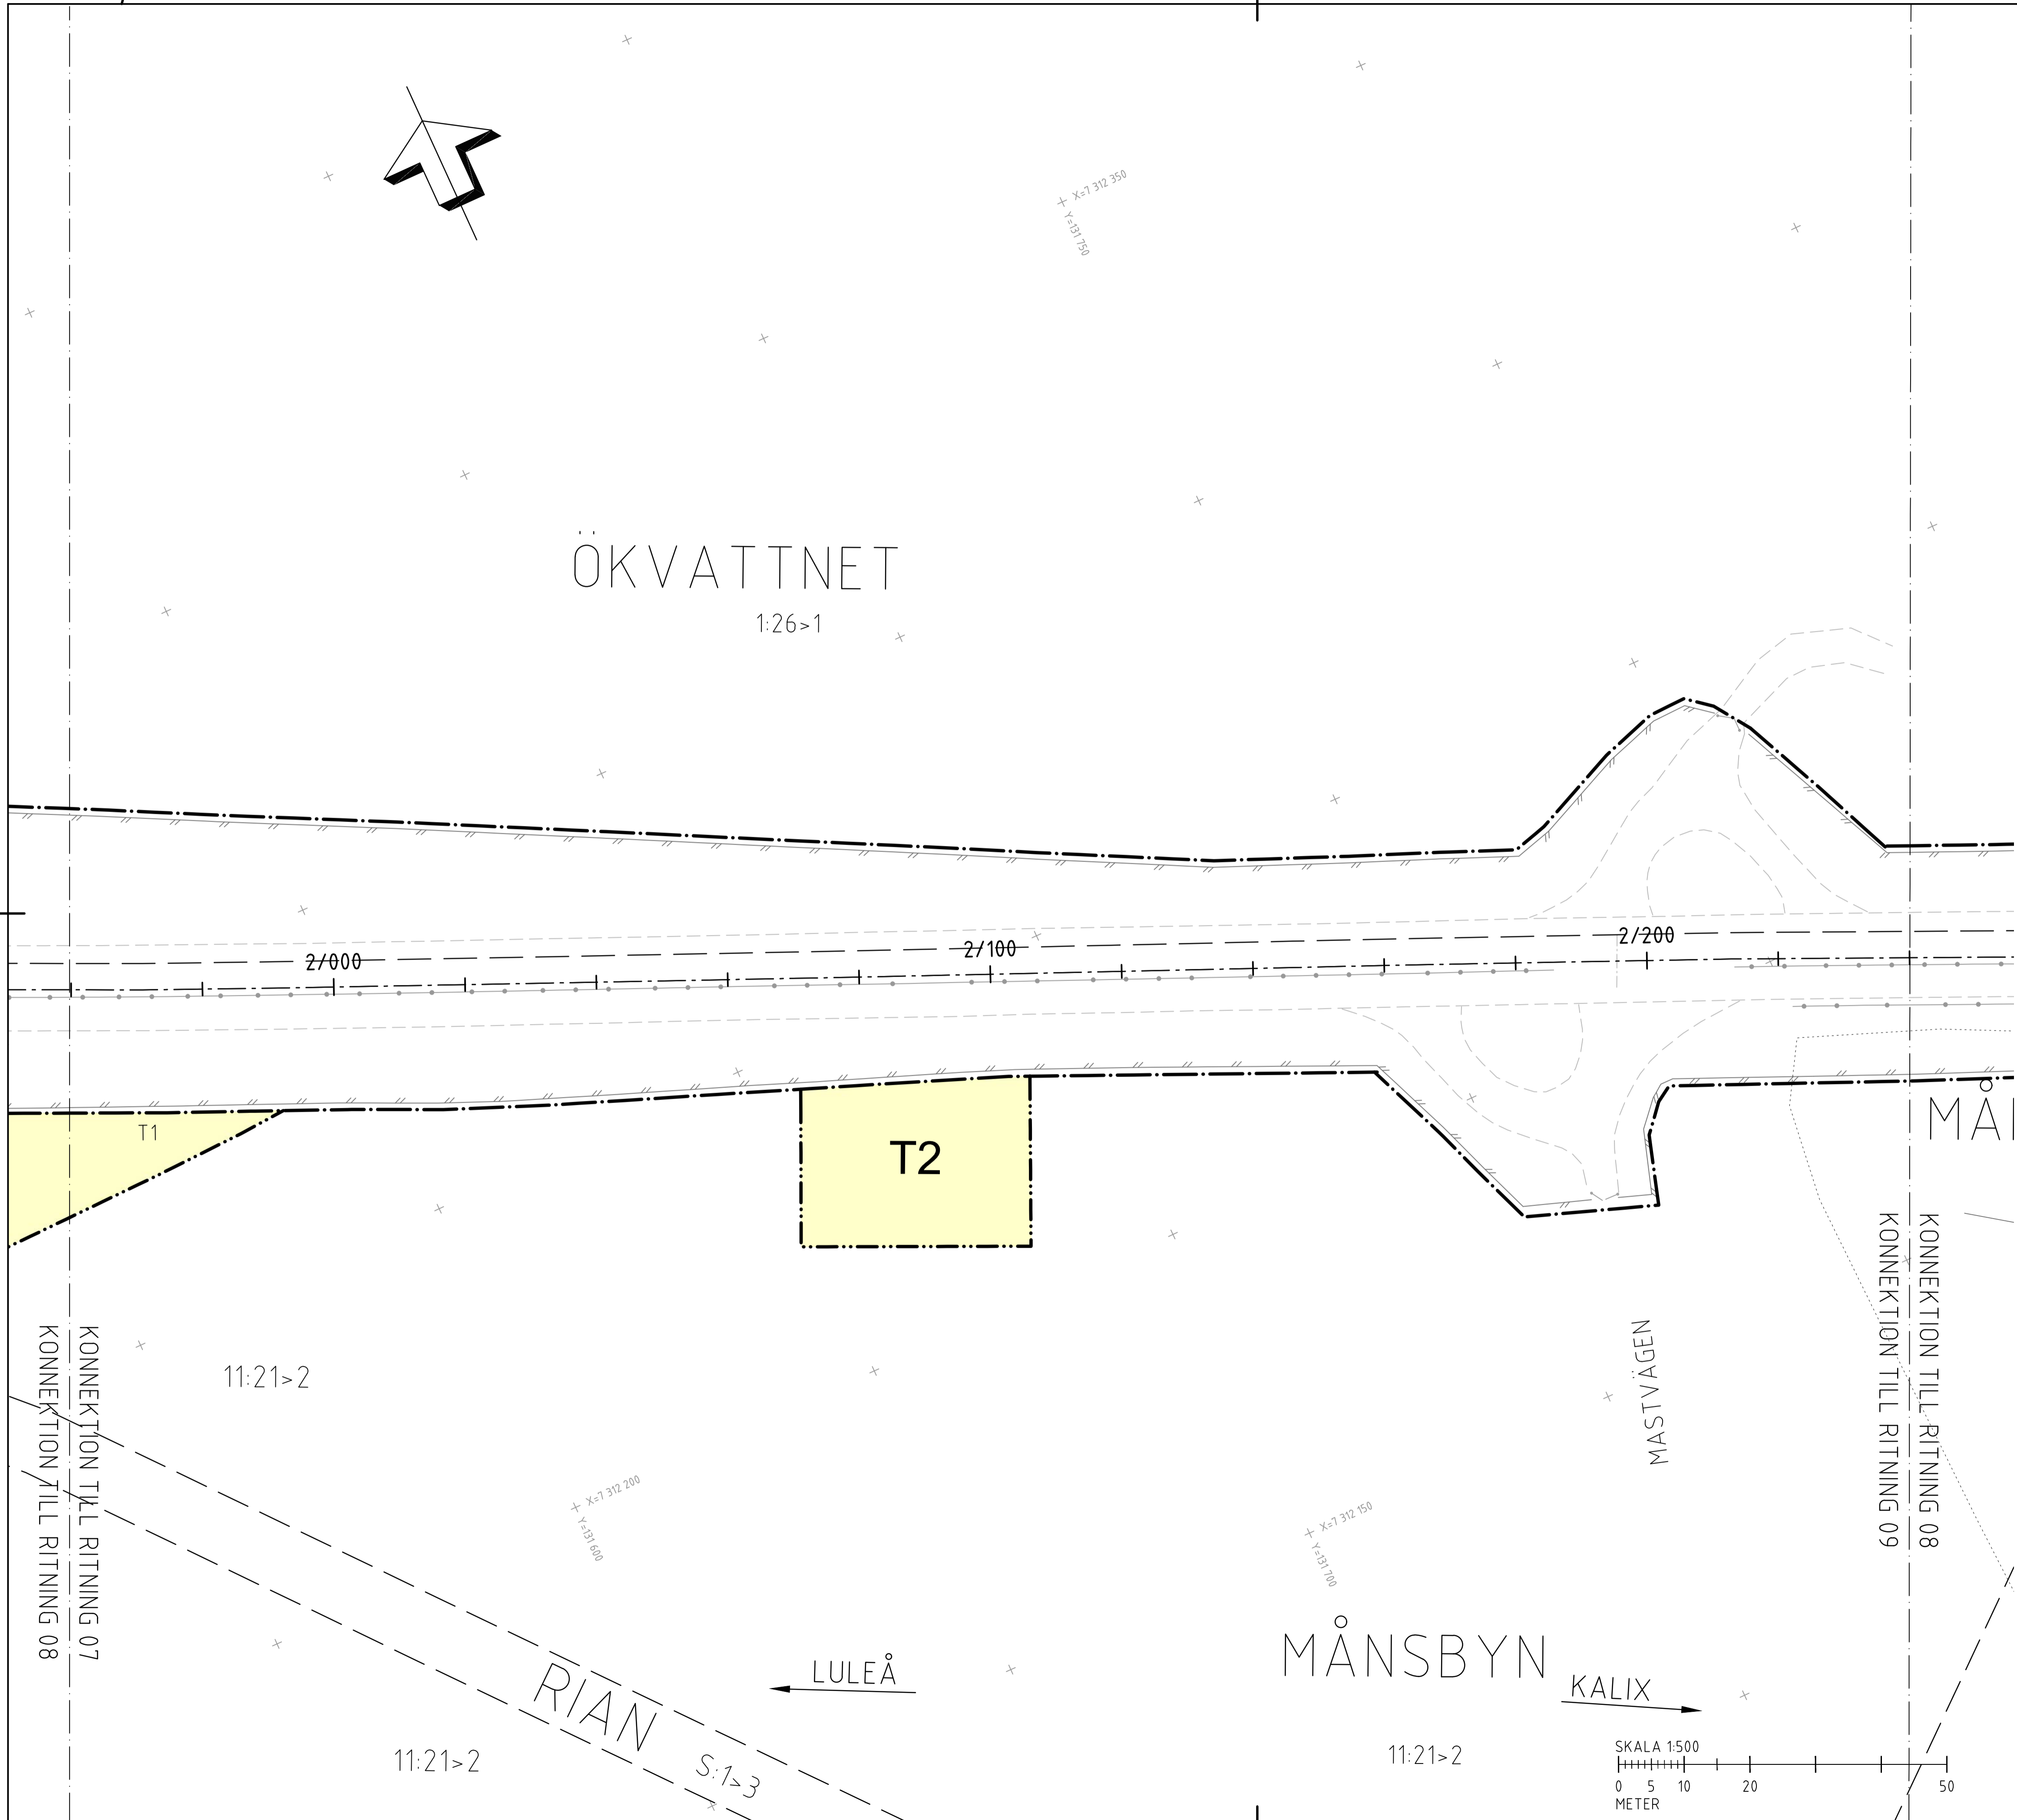 X=7 312 350
Y=131 750
ÖKVATTNET
1:26>1
2/000
2/100
2/200
T1
T2
KONNEKTION TILL RITNING 07
KONNEKTION TILL RITNING 08
KONNEKTION TILL RITNING 08
KONNEKTION TILL RITNING 09
MASTVÄGEN
11:21>2
X=7 312 200
Y=131 600
X=7 312 150
Y=131 700
RIAN
S:1>3
LULEÅ
MÅNSBYN
KALIX
11:21>2
11:21>2
SKALA 1:500
0 5 10 20 50
METER